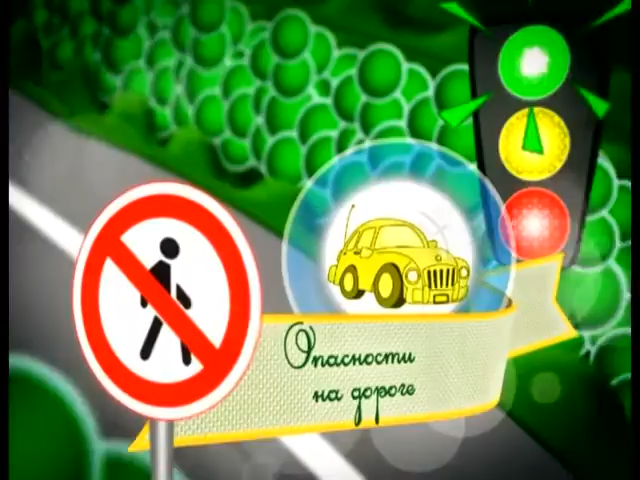 Опасности
на дороге